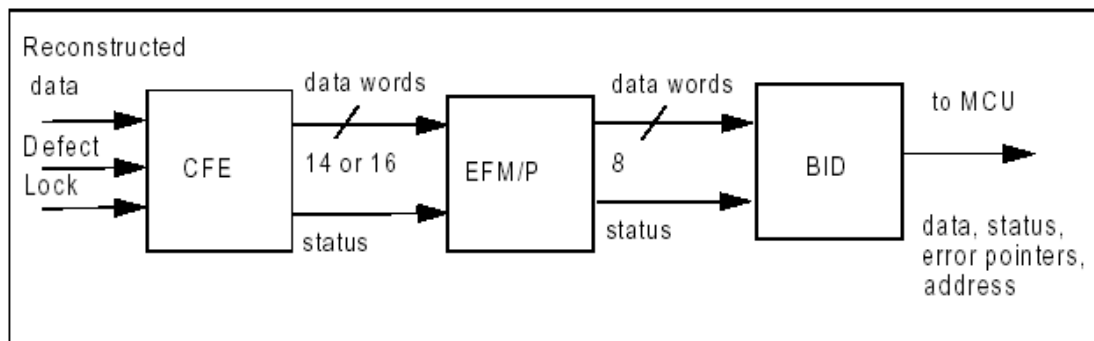 Reconstructed
data
Defect
Lock
CFE
data words
14 or 16
status
EFM/P
data words
8
status
BID
to MCU
data, status,
error pointers,
address